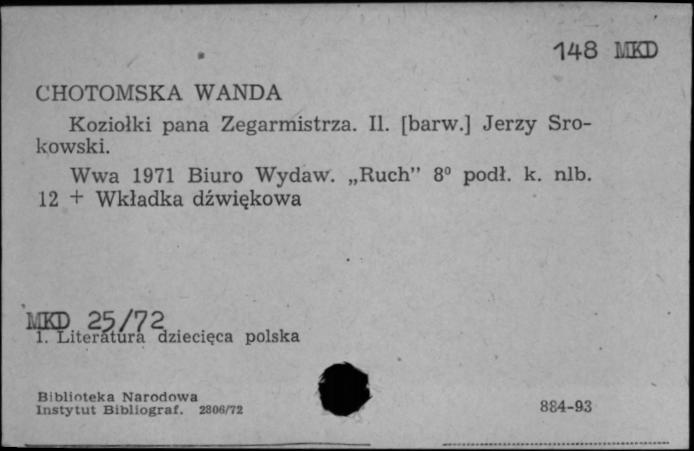 148 MKD
CHOTOMSKA WANDA
Koziołki pana Zegarmistrza. Il. [barw.] Jerzy Sro-
kowski.
Wwa 1971 Biuro Wydaw. „Ruch” 8⁰ podł. k. nlb.
12 + Wkładka dźwiękowa
MKD 25/72
1. Literatura dziecięca polska
Biblioteka Narodowa
Instytut Bibliograf. 2806/72
884-93